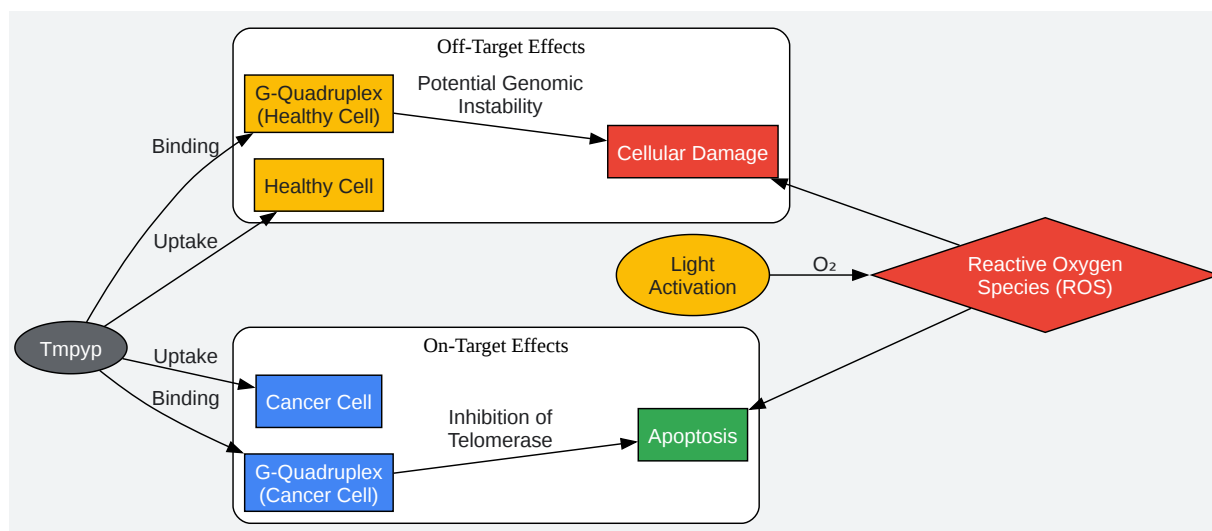 Off-Target Effects
G-Quadruplex
(Healthy Cell)
Potential Genomic
Instability
Cellular Damage
Binding
Healthy Cell
Uptake
Light
Activation
O₂
Reactive Oxygen
Species (ROS)
Tmpyp
On-Target Effects
Uptake
Cancer Cell
Binding
Inhibition of
Telomerase
Apoptosis
G-Quadruplex
(Cancer Cell)